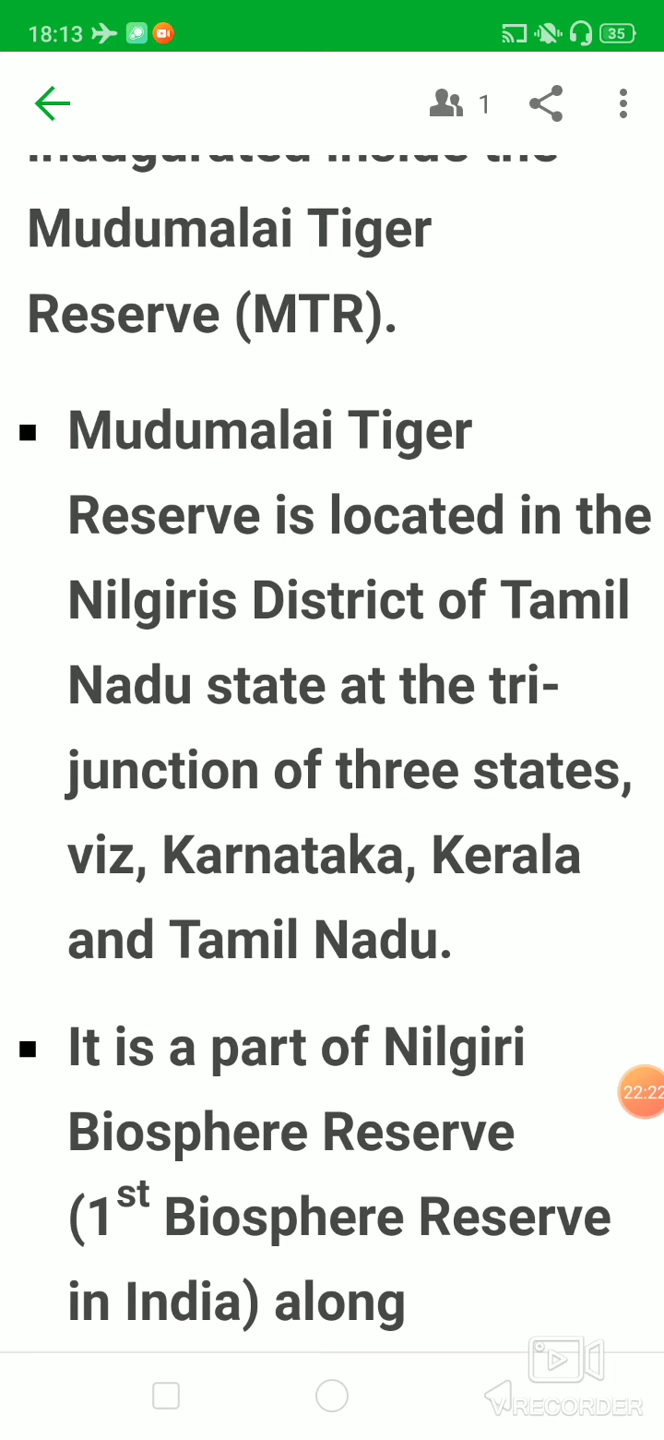 18:13
35
1
Mudumalai Tiger
Reserve (MTR).
▪ Mudumalai Tiger
Reserve is located in the
Nilgiris District of Tamil
Nadu state at the tri-
junction of three states,
viz, Karnataka, Kerala
and Tamil Nadu.
▪ It is a part of Nilgiri
Biosphere Reserve
22:22
(1st Biosphere Reserve
in India) along
VRECORDER